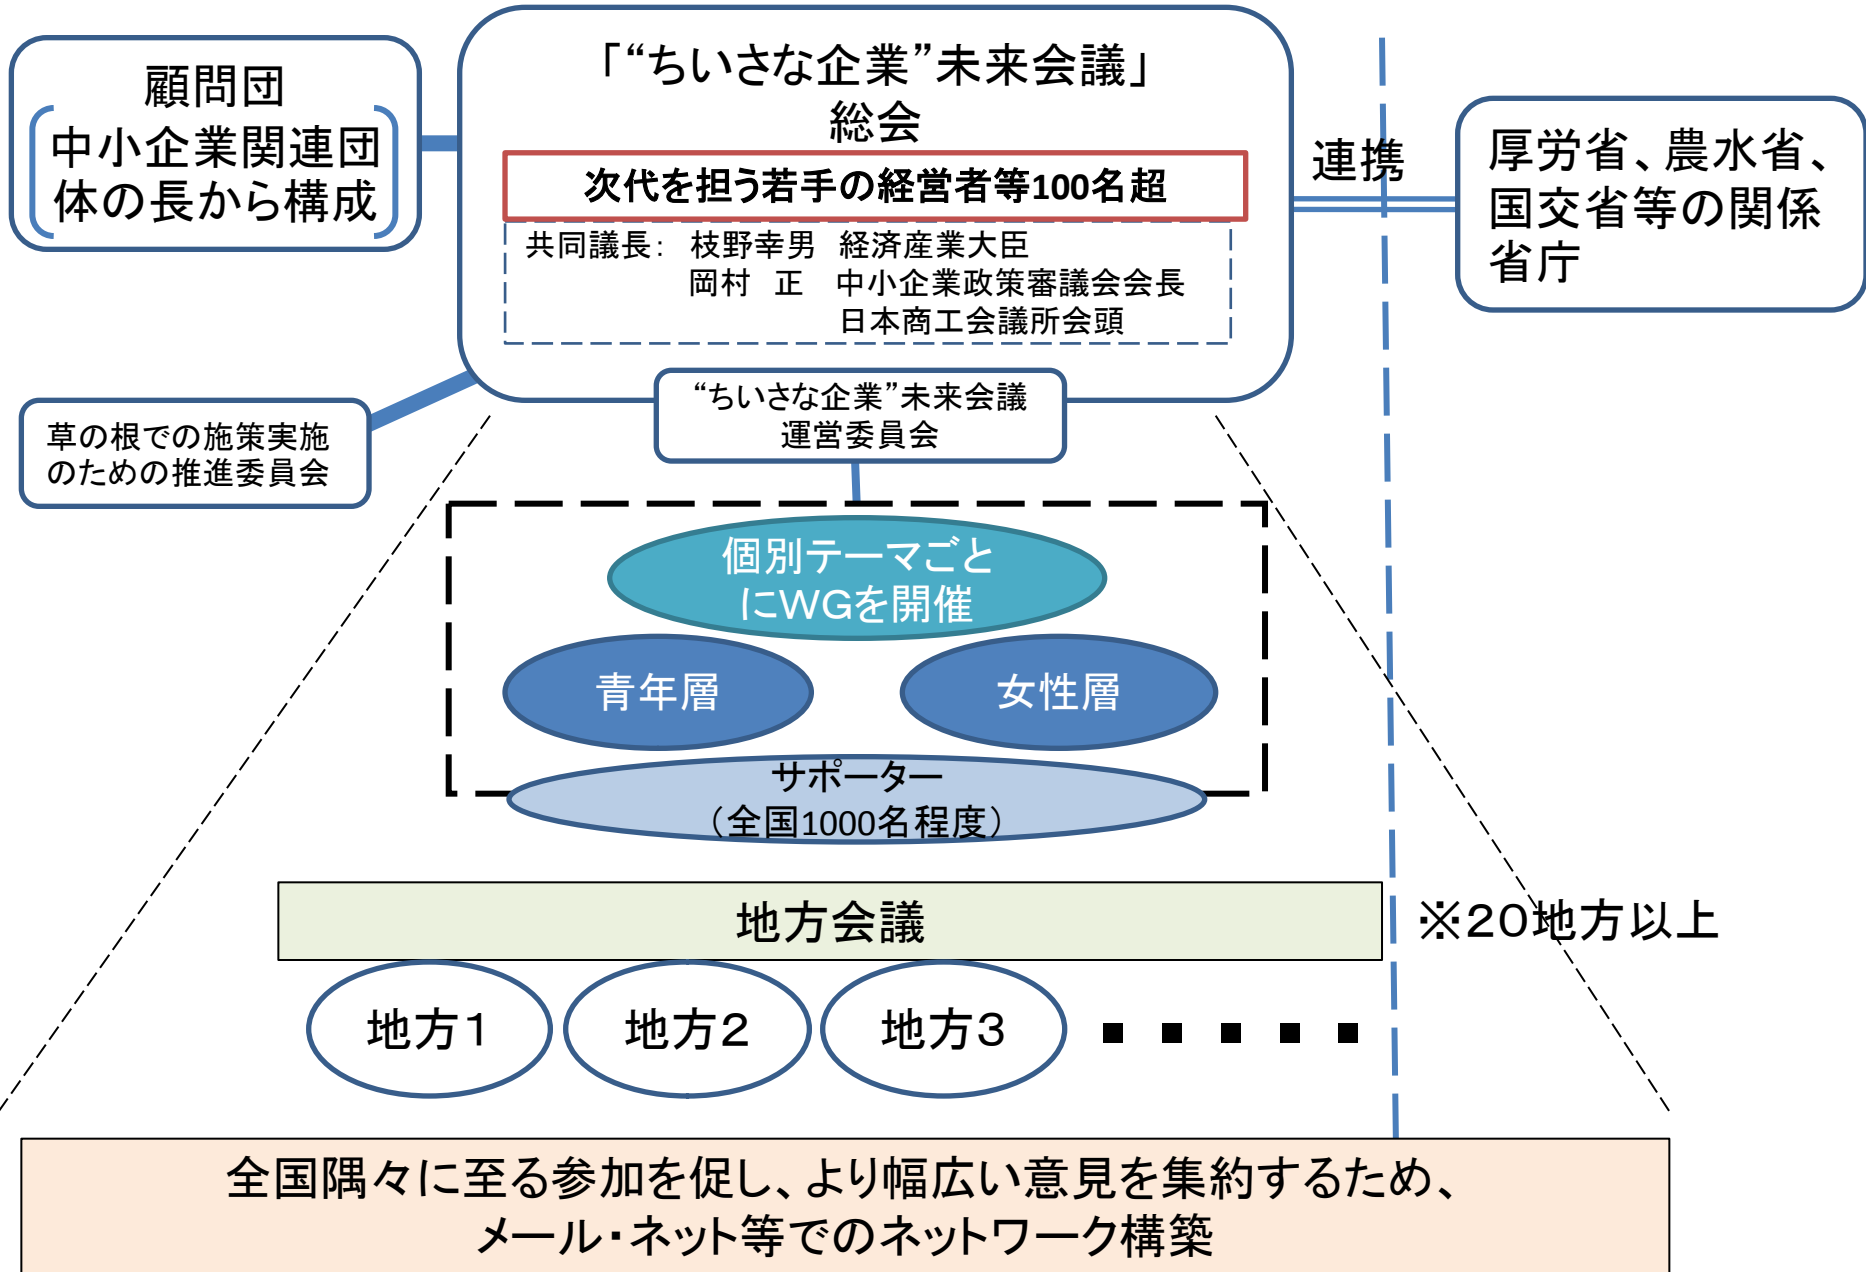 顧問団
中小企業関連団
体の長から構成
「“ちいさな企業”未来会議」
総会
次代を担う若手の経営者等100名超
共同議長： 枝野幸男 経済産業大臣
岡村 正 中小企業政策審議会会長
日本商工会議所会頭
連携
厚労省、農水省、
国交省等の関係
省庁
草の根での施策実施
のための推進委員会
“ちいさな企業”未来会議
運営委員会
個別テーマごと
にWGを開催
青年層
女性層
サポーター
（全国1000名程度）
地方会議
※20地方以上
地方1
地方2
地方3
▪▪▪▪▪
全国隅々に至る参加を促し、より幅広い意見を集約するため、
メール・ネット等でのネットワーク構築